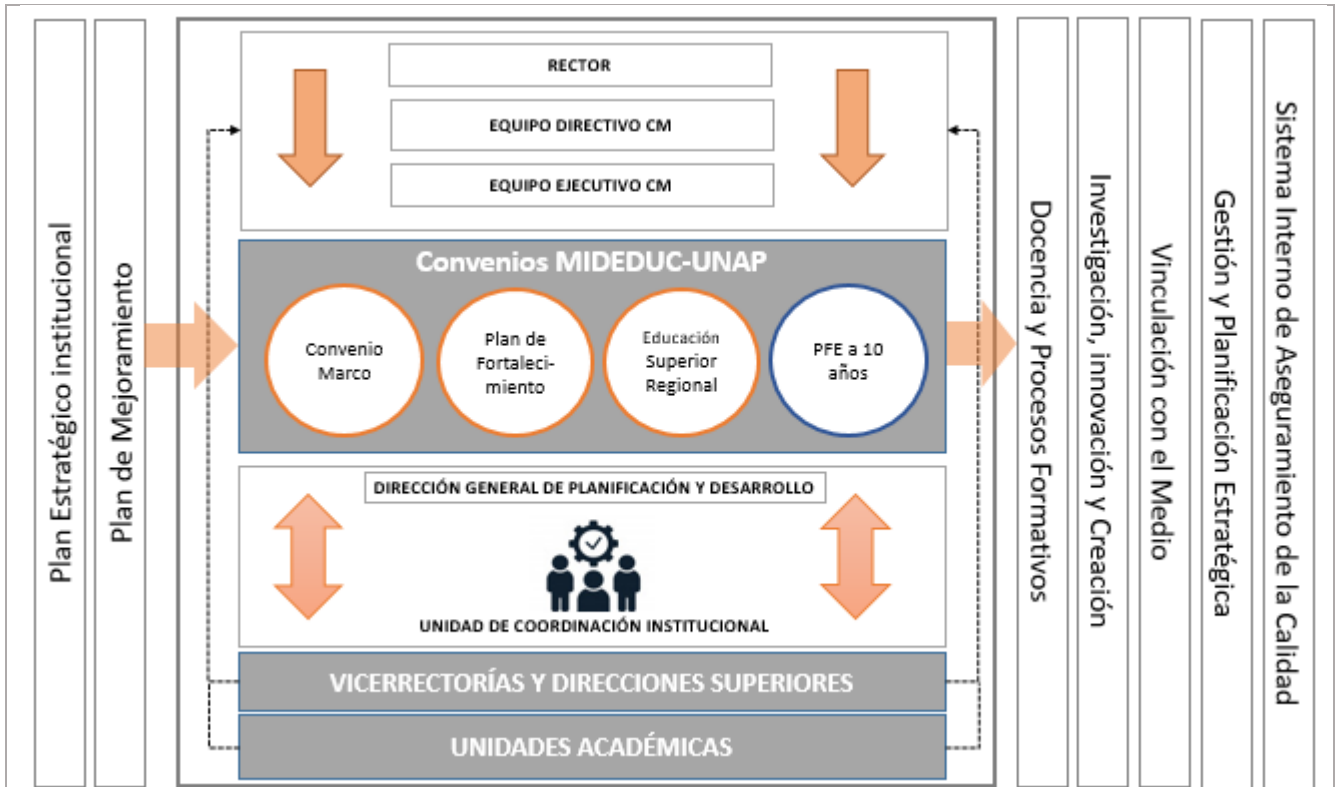 Plan Estratégico institucional
Plan de Mejoramiento
RECTOR
EQUIPO DIRECTIVO CM
EQUIPO EJECUTIVO CM
Convenios MIDEDUC-UNAP
Convenio
Marco
Plan de
Fortaleci-
miento
Educación
Superior
Regional
PFE a 10
años
DIRECCIÓN GENERAL DE PLANIFICACIÓN Y DESARROLLO
UNIDAD DE COORDINACIÓN INSTITUCIONAL
VICERRECTORÍAS Y DIRECCIONES SUPERIORES
UNIDADES ACADÉMICAS
Docencia y Procesos Formativos
Investigación, innovación y Creación
Vinculación con el Medio
Gestión y Planificación Estratégica
Sistema Interno de Aseguramiento de la Calidad